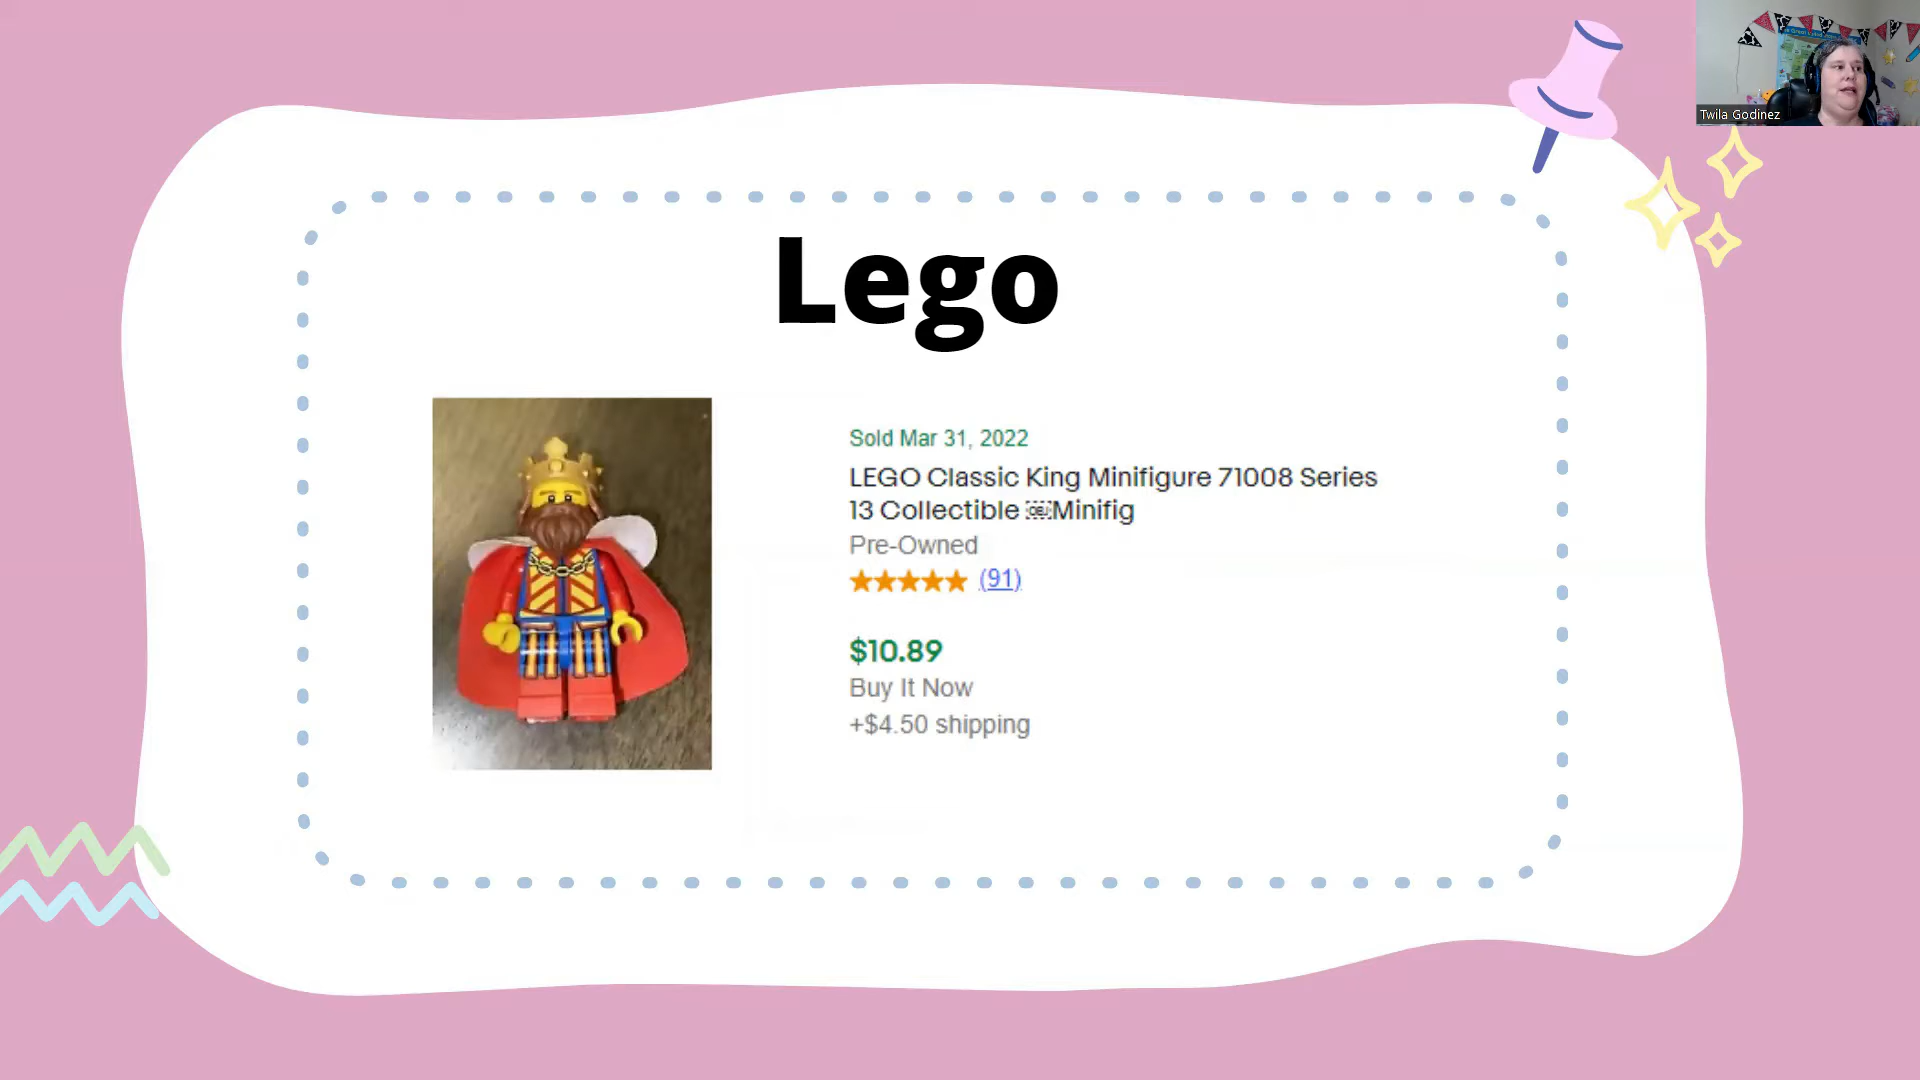 Twila Godinez
Lego
Sold Mar 31, 2022
LEGO Classic King Minifigure 71008 Series
13 Collectible ￼Minifig
Pre-Owned
(91)
$10.89
Buy It Now
+$4.50 shipping